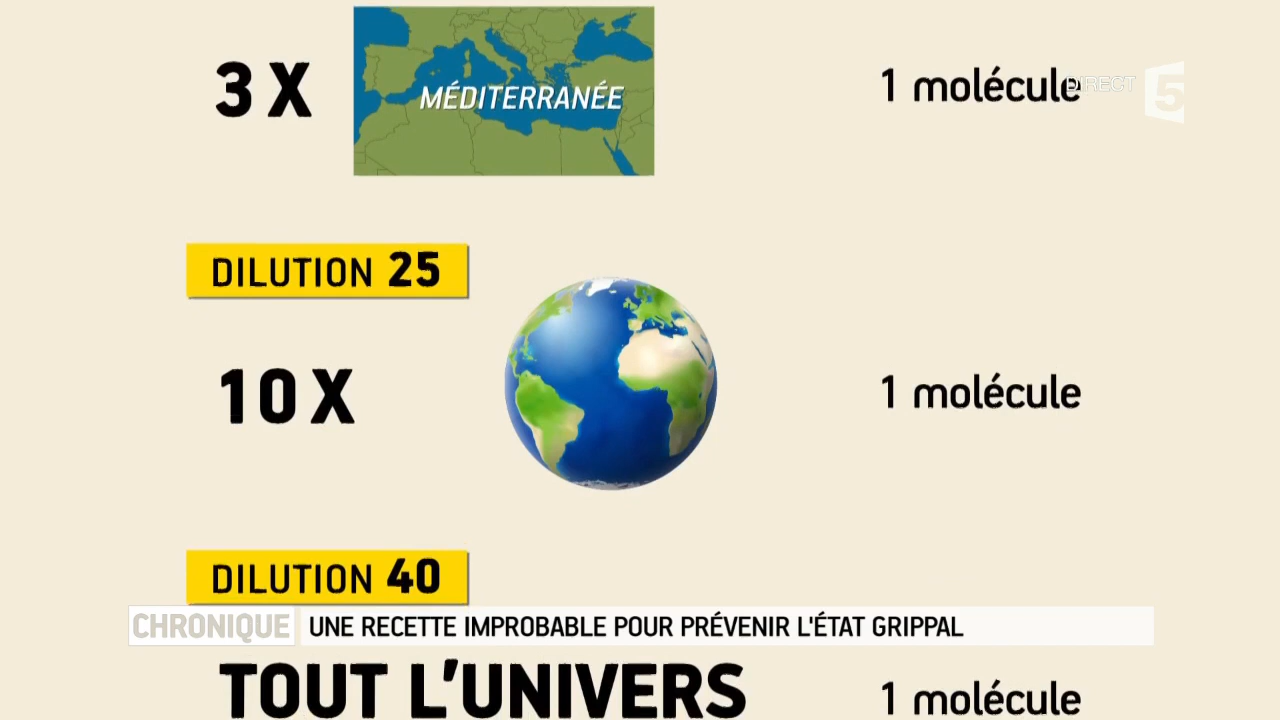 3 X
MÉDITERRANÉE
1 molécule
DIRECT 5
DILUTION 25
10 X
1 molécule
DILUTION 40
CHRONIQUE UNE RECETTE IMPROBABLE POUR PRÉVENIR L'ÉTAT GRIPPAL
TOUT L'UNIVERS
1 molécule